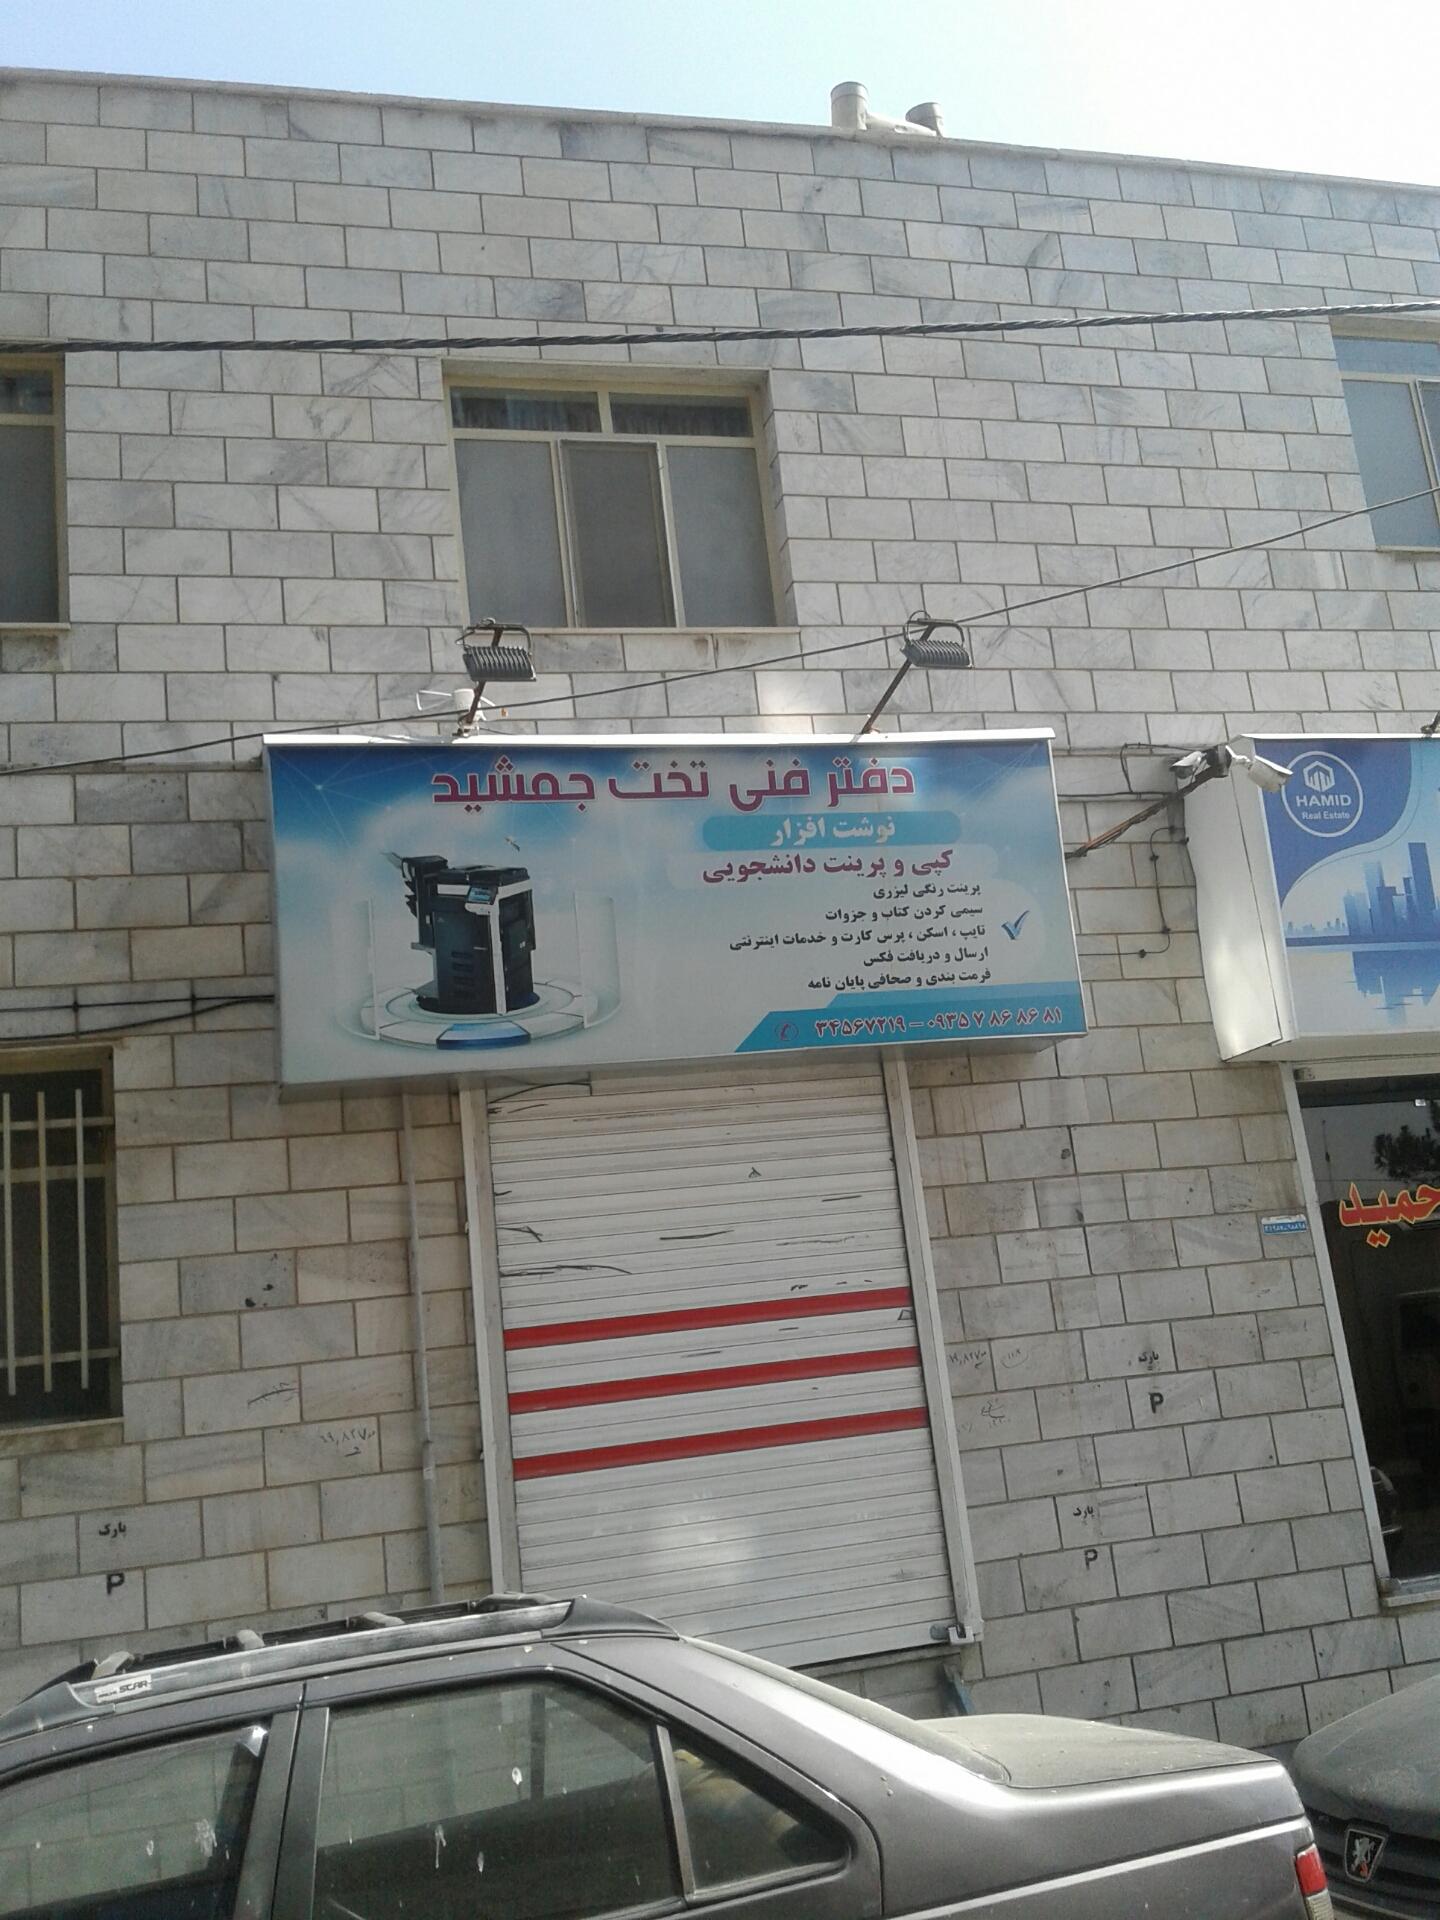 دفتر فنی تخت جمشید
نوشت افزار
کپی و پرینت دانشجویی
پرینت رنگی لیزری
سیمی کردن کتاب و جزوات
تایپ ، اسکن ، پرس کارت و خدمات اینترنتی
ارسال و دریافت فکس
فرمت بندی و صحافی پایان نامه
۳۴۵۶۷۲۱۹ – ۰۹۳۵ ۷ ۸۶ ۸۶ ۸۱
HAMID
Real Estate
حمید
پارک
P
پارک
P
پارک
P
STAR